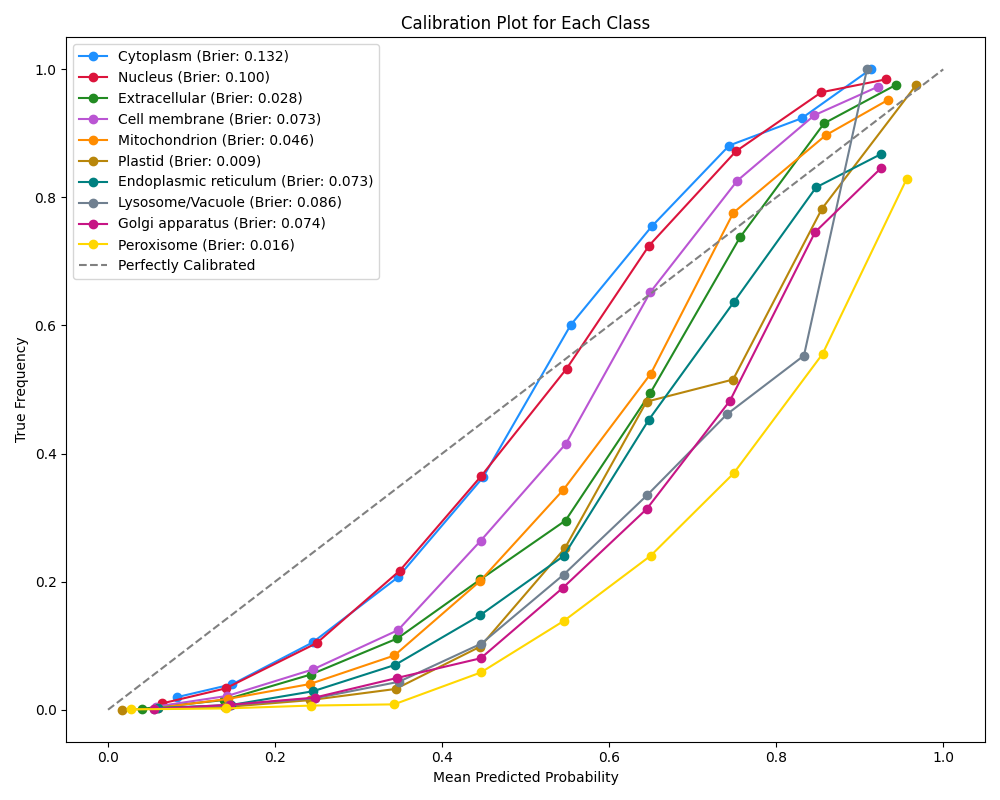 Calibration Plot for Each Class
Cytoplasm (Brier: 0.132)
Nucleus (Brier: 0.100)
Extracellular (Brier: 0.028)
Cell membrane (Brier: 0.073)
Mitochondrion (Brier: 0.046)
Plastid (Brier: 0.009)
Endoplasmic reticulum (Brier: 0.073)
Lysosome/Vacuole (Brier: 0.086)
Golgi apparatus (Brier: 0.074)
Peroxisome (Brier: 0.016)
Perfectly Calibrated
True Frequency
1.0
0.8
0.6
0.4
0.2
0.0
0.0 0.2 0.4 0.6 0.8 1.0
Mean Predicted Probability